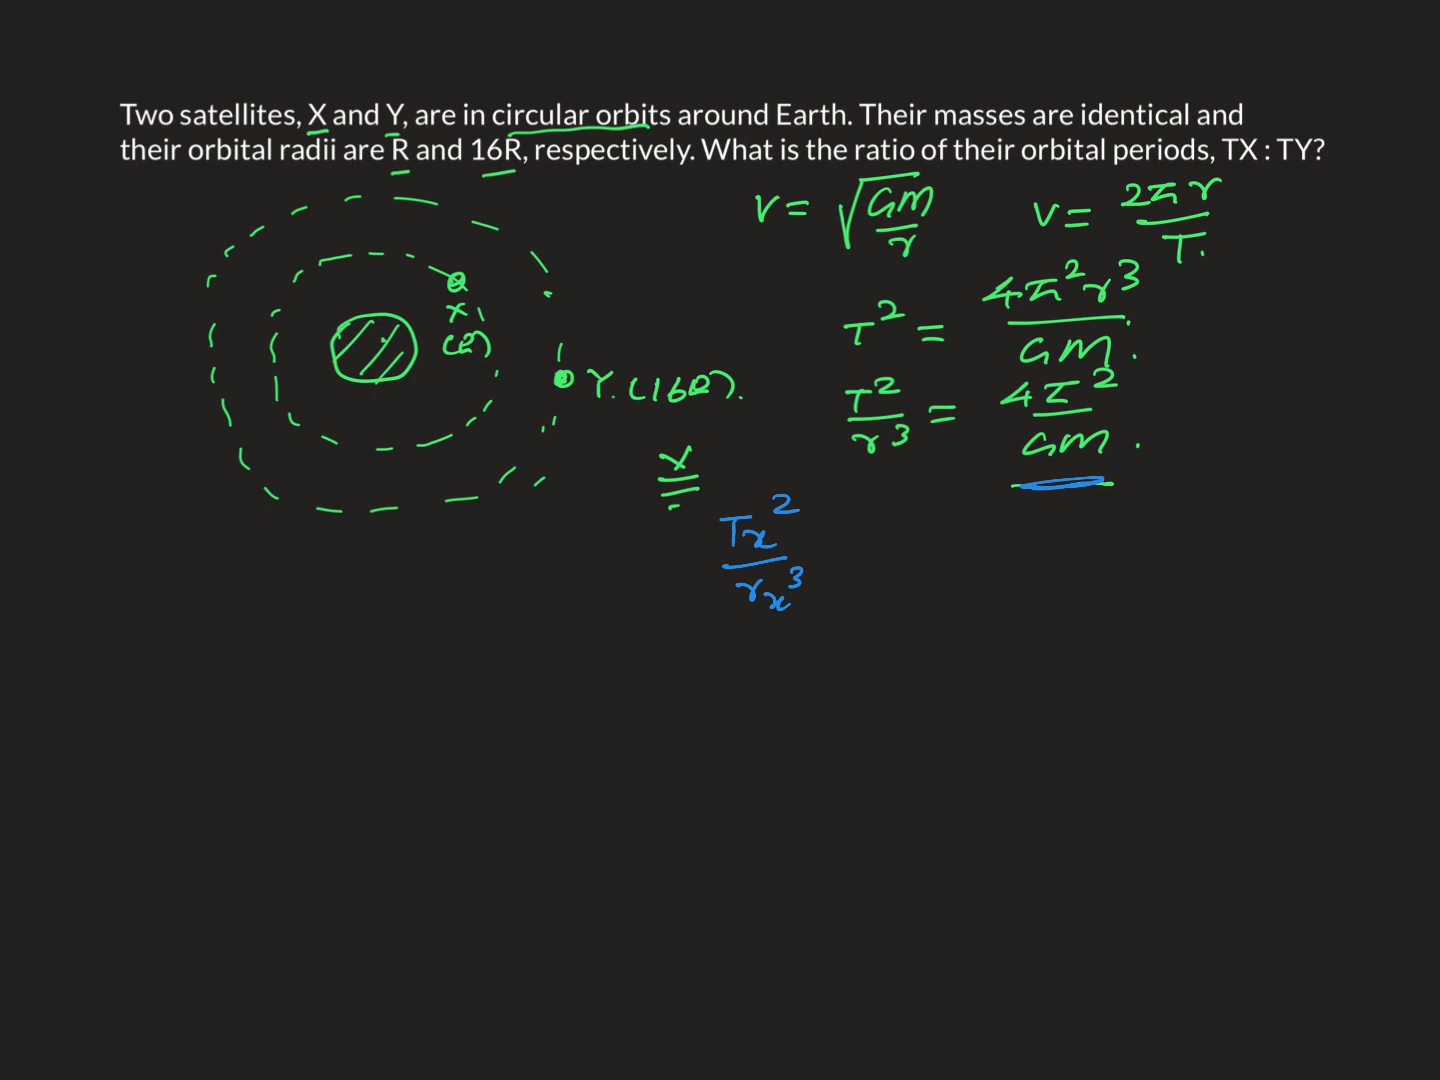 Two satellites, X and Y, are in circular orbits around Earth. Their masses are identical and
their orbital radii are R and 16R, respectively. What is the ratio of their orbital periods, TX : TY?
V = √(GM/r)
V = 2πr/T.
T² = 4π²r³/GM.
x
(R)
Y. (16R).
T²/r³ = 4π²/GM.
r
Tx²/rx³